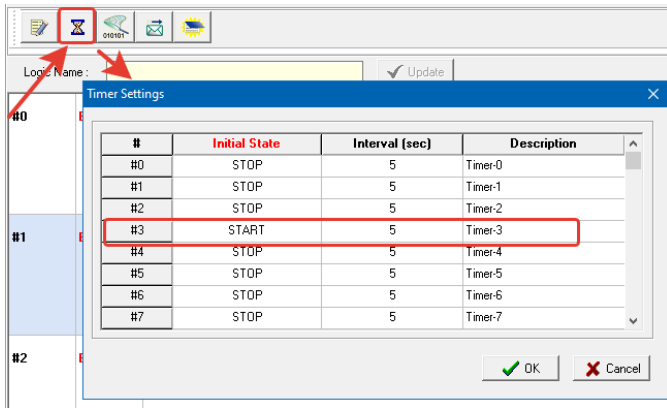 010101
Logic Name :
Update
Timer Settings
# Initial State Interval (sec) Description
#0 STOP 5 Timer-0
#1 STOP 5 Timer-1
#2 STOP 5 Timer-2
#3 START 5 Timer-3
#4 STOP 5 Timer-4
#5 STOP 5 Timer-5
#6 STOP 5 Timer-6
#7 STOP 5 Timer-7
OK Cancel
#0
#1
#2